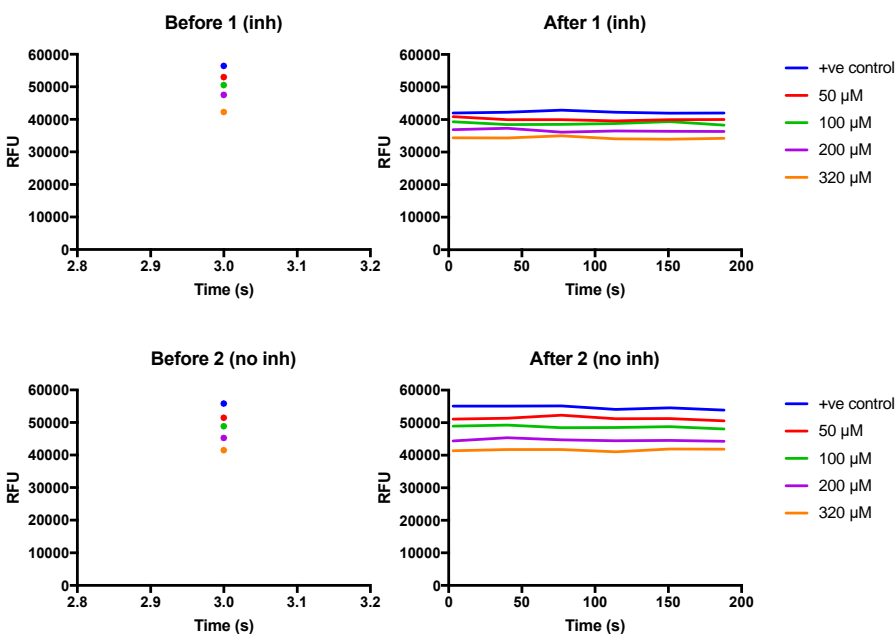 Before 1 (inh)
After 1 (inh)
60000
50000
40000
30000
20000
10000
0
RFU
2.8
2.9
3.0
3.1
3.2
Time (s)
60000
50000
40000
30000
20000
10000
0
RFU
0
50
100
150
200
Time (s)
+ve control
50 µM
100 µM
200 µM
320 µM
Before 2 (no inh)
After 2 (no inh)
60000
50000
40000
30000
20000
10000
0
RFU
2.8
2.9
3.0
3.1
3.2
Time (s)
60000
50000
40000
30000
20000
10000
0
RFU
0
50
100
150
200
Time (s)
+ve control
50 µM
100 µM
200 µM
320 µM